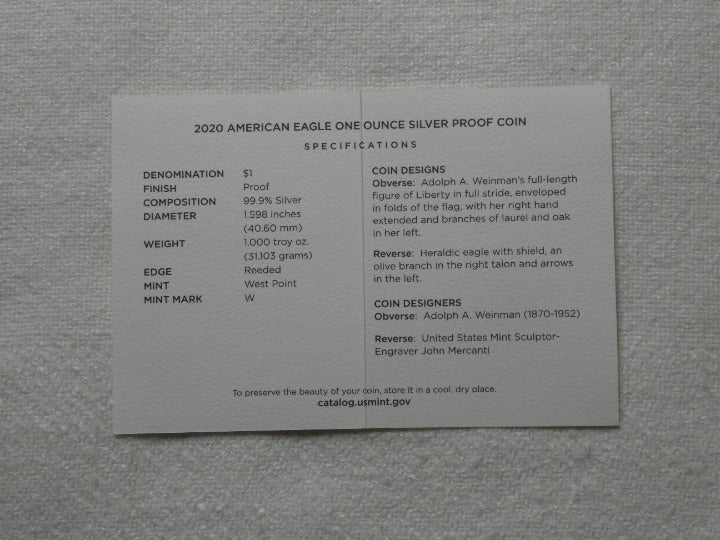 2020 AMERICAN EAGLE ONE OUNCE SILVER PROOF COIN
SPECIFICATIONS
DENOMINATION $1
FINISH Proof
COMPOSITION 99.9% Silver
DIAMETER 1.598 inches
(40.60 mm)
WEIGHT 1.000 troy oz.
(31.103 grams)
EDGE Reeded
MINT West Point
MINT MARK W
COIN DESIGNS
Obverse: Adolph A. Weinman's full-length
figure of Liberty in full stride, enveloped
in folds of the flag, with her right hand
extended and branches of laurel and oak
in her left.
Reverse: Heraldic eagle with shield, an
olive branch in the right talon and arrows
in the left.
COIN DESIGNERS
Obverse: Adolph A. Weinman (1870-1952)
Reverse: United States Mint Sculptor-
Engraver John Mercanti
To preserve the beauty of your coin, store it in a cool, dry place.
catalog.usmint.gov